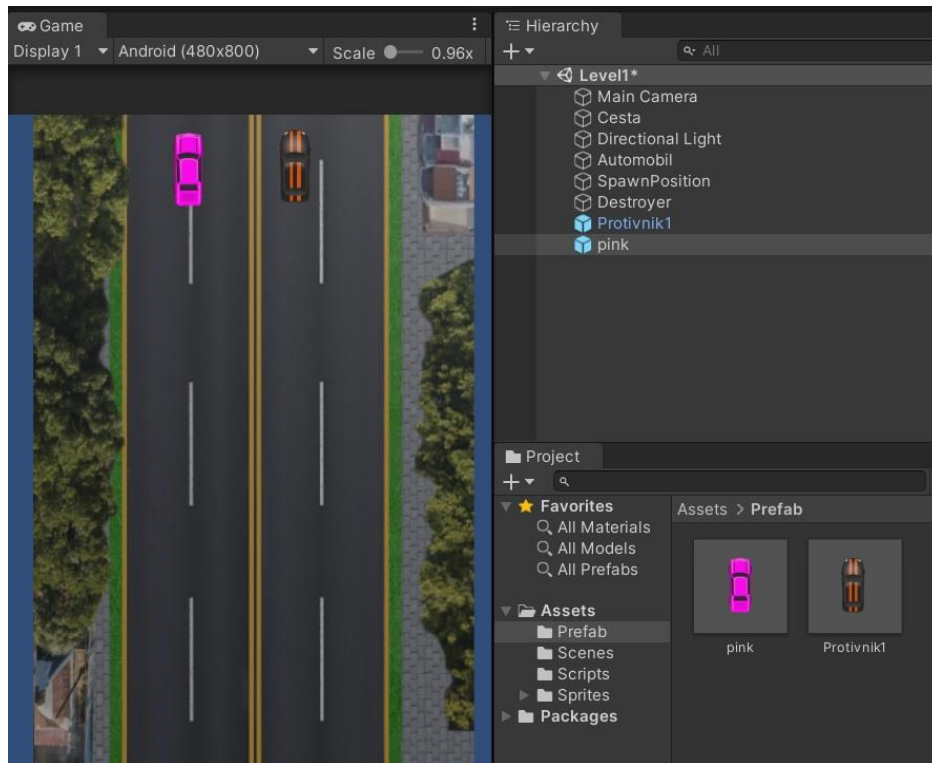 Game
Display 1 Android (480x800) Scale 0.96x
Hierarchy
All
Level1*
Main Camera
Cesta
Directional Light
Automobil
SpawnPosition
Destroyer
Protivnik1
pink
Project
Favorites
All Materials
All Models
All Prefabs
Assets
Prefab
Scenes
Scripts
Sprites
Packages
Assets > Prefab
pink
Protivnik1